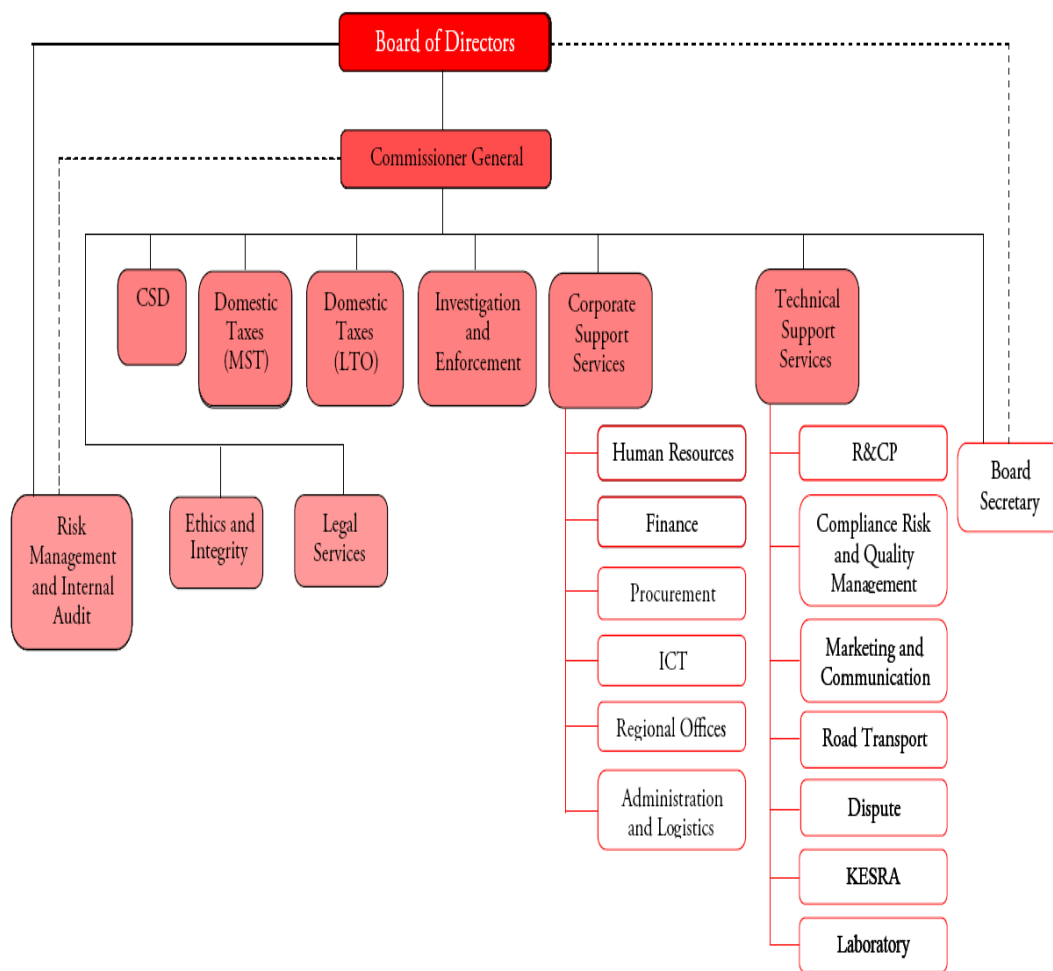 Board of Directors
Commissioner General
CSD
Domestic
Taxes
(MST)
Domestic
Taxes
(LTO)
Investigation
and
Enforcement
Corporate
Support
Services
Technical
Support
Services
Human Resources
Finance
Procurement
ICT
Regional Offices
Administration
and Logistics
R&CP
Compliance Risk
and Quality
Management
Marketing and
Communication
Road Transport
Dispute
KESRA
Laboratory
Board
Secretary
Risk
Management
and Internal
Audit
Ethics and
Integrity
Legal
Services